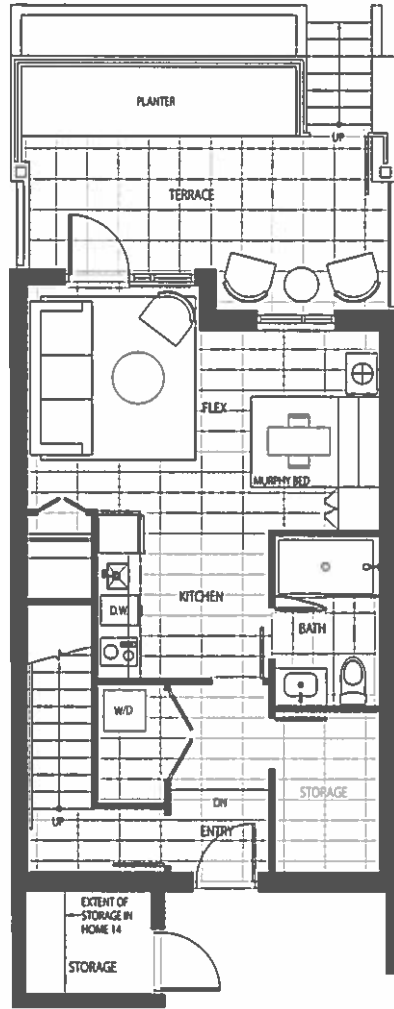 PLANTER
UP
TERRACE
FLEX
MURPHY BED
KITCHEN
D.W.
BATH
W/D
STORAGE
DN
UP
ENTRY
EXTENT OF
STORAGE IN
HOME 14
STORAGE